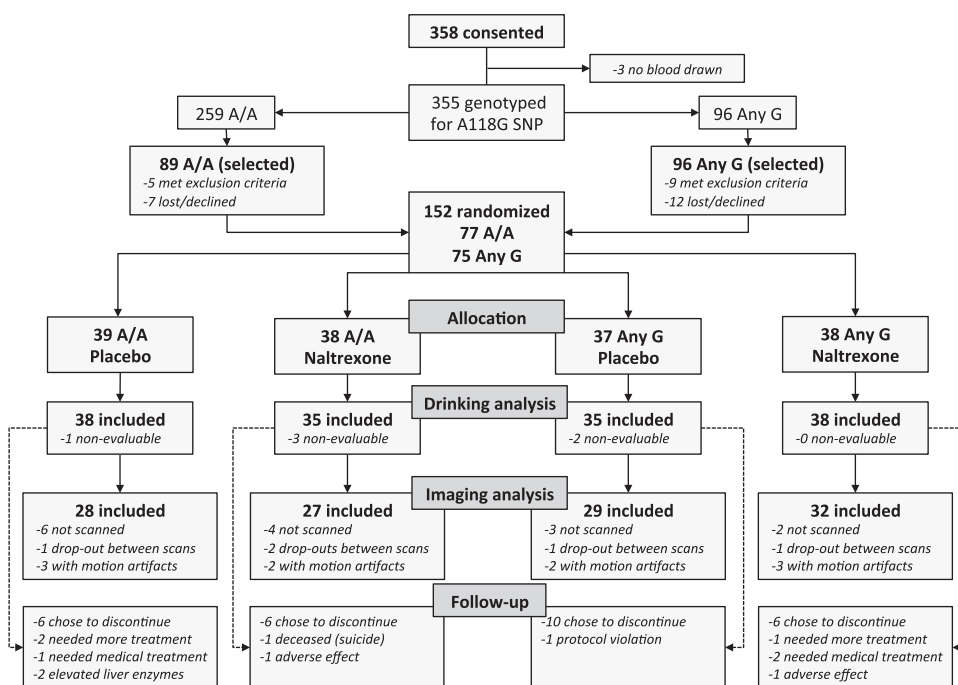 358 consented
-3 no blood drawn
355 genotyped
for A118G SNP
259 A/A
96 Any G
89 A/A (selected)
-5 met exclusion criteria
-7 lost/declined
96 Any G (selected)
-9 met exclusion criteria
-12 lost/declined
152 randomized
77 A/A
75 Any G
Allocation
39 A/A
Placebo
38 A/A
Naltrexone
37 Any G
Placebo
38 Any G
Naltrexone
Drinking analysis
38 included
-1 non-evaluable
35 included
-3 non-evaluable
35 included
-2 non-evaluable
38 included
-0 non-evaluable
Imaging analysis
28 included
-6 not scanned
-1 drop-out between scans
-3 with motion artifacts
27 included
-4 not scanned
-2 drop-outs between scans
-2 with motion artifacts
29 included
-3 not scanned
-1 drop-out between scans
-2 with motion artifacts
32 included
-2 not scanned
-1 drop-out between scans
-3 with motion artifacts
Follow-up
-6 chose to discontinue
-2 needed more treatment
-1 needed medical treatment
-2 elevated liver enzymes
-6 chose to discontinue
-1 deceased (suicide)
-1 adverse effect
-10 chose to discontinue
-1 protocol violation
-6 chose to discontinue
-1 needed more treatment
-2 needed medical treatment
-1 adverse effect